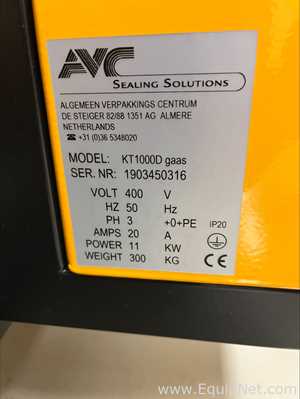 AVC
SEALING SOLUTIONS
ALGEMEEN VERPAKKINGS CENTRUM
DE STEIGER 82/88 1351 AG ALMERE
NETHERLANDS
☎ +31 (0)36 5348020
MODEL: KT1000D gaas
SER. NR: 1903450316
VOLT 400 V
HZ 50 Hz
PH 3 +0+PE IP20
AMPS 20 A
POWER 11 KW
WEIGHT 300 KG CE
www.EquipNet.com